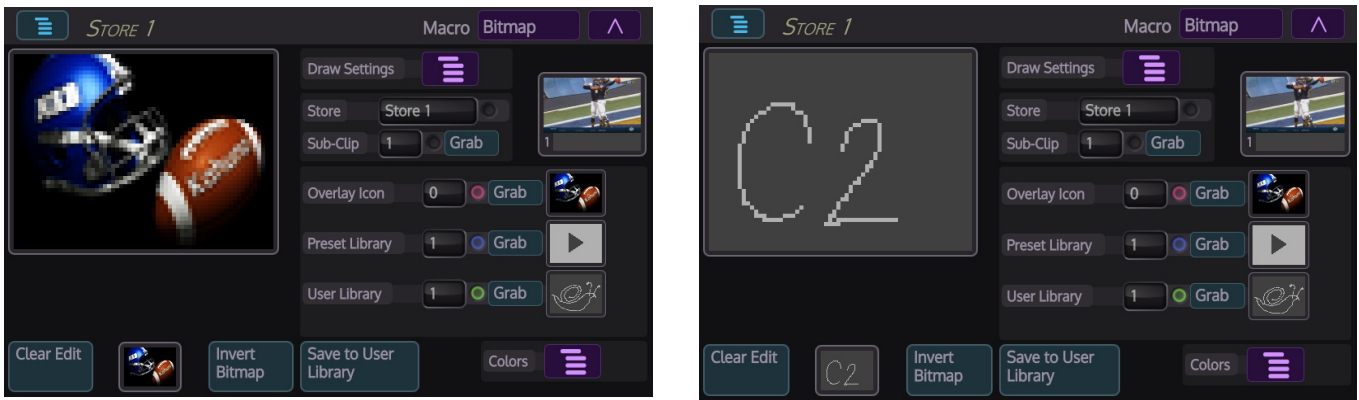 STORE 1
Macro Bitmap
Draw Settings
Store Store 1
Sub-Clip 1 Grab
1
Overlay Icon 0 Grab
Preset Library 1 Grab
User Library 1 Grab
Clear Edit
Invert
Bitmap
Save to User
Library
Colors
STORE 1
Macro Bitmap
C2
Draw Settings
Store Store 1
Sub-Clip 1 Grab
1
Overlay Icon 0 Grab
Preset Library 1 Grab
User Library 1 Grab
Clear Edit
C2
Invert
Bitmap
Save to User
Library
Colors